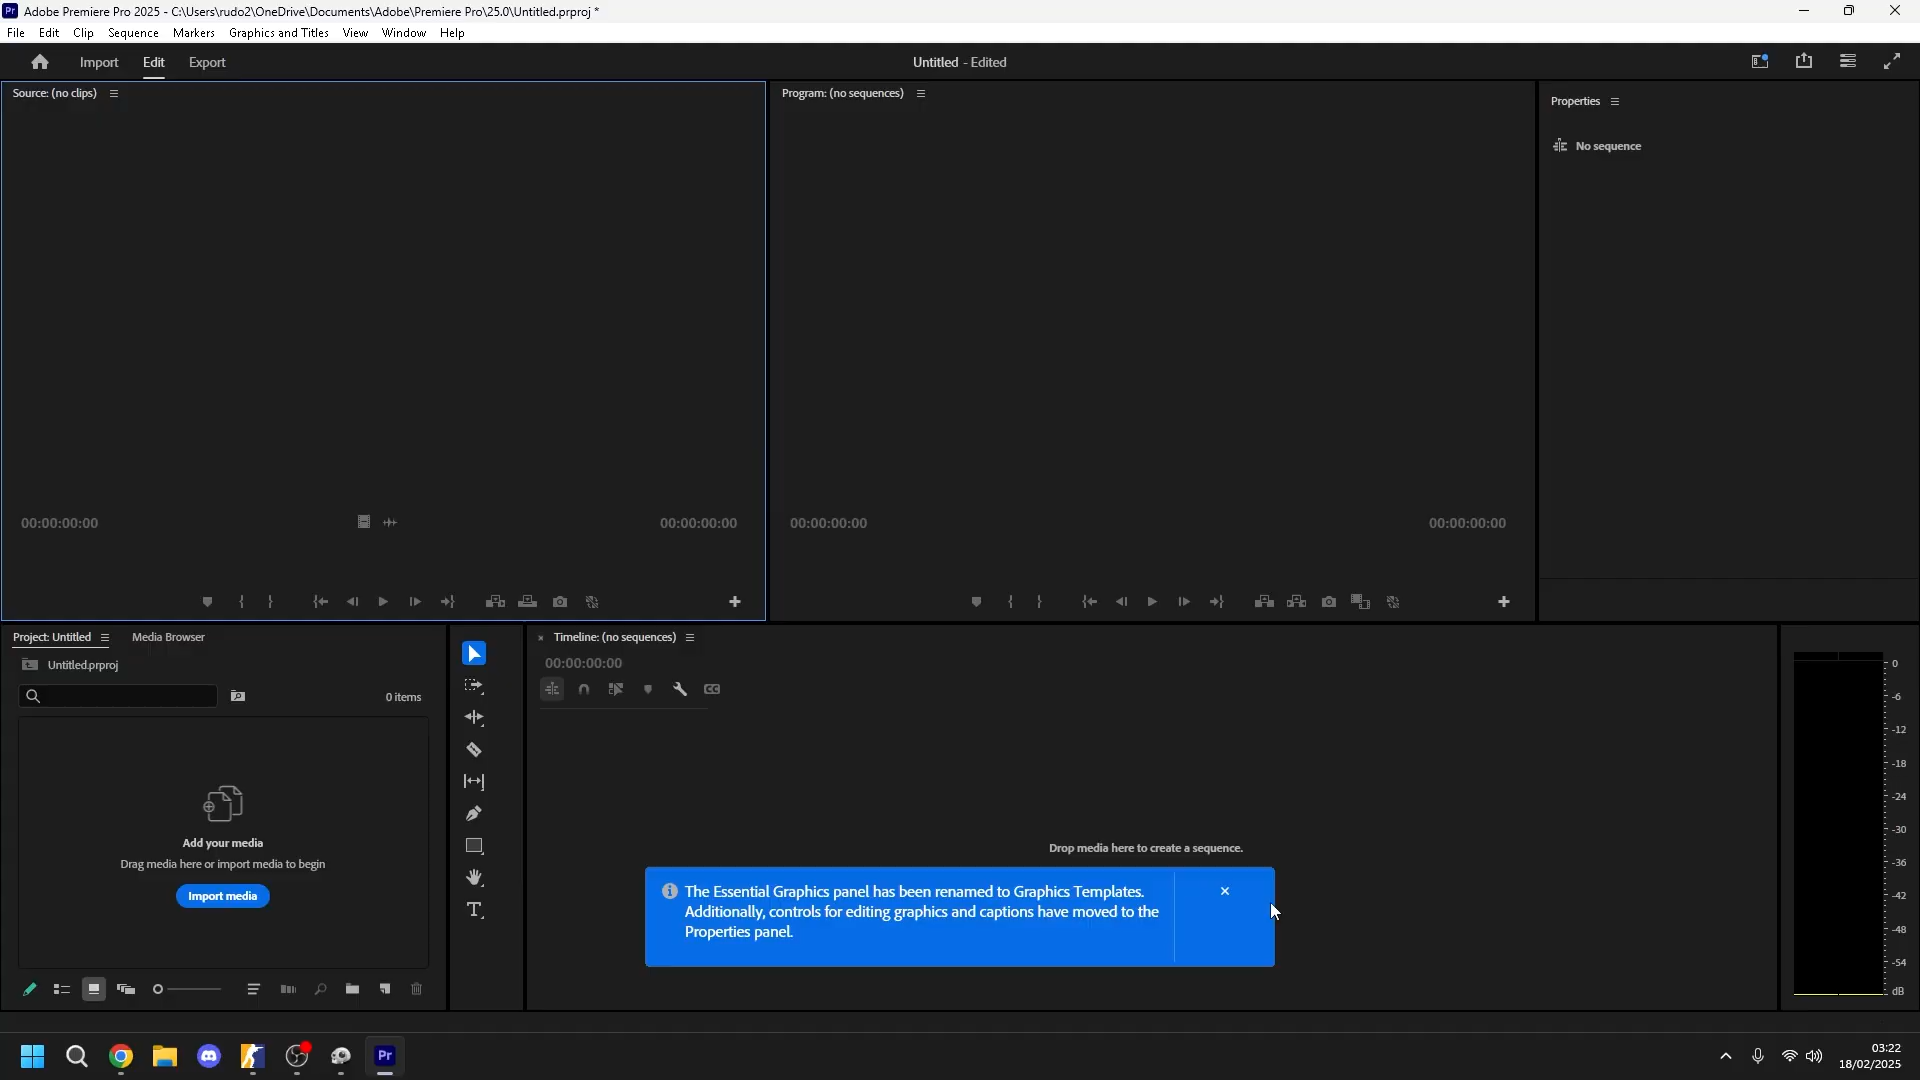 Pr Adobe Premiere Pro 2025 - C:\Users\rudo2\OneDrive\Documents\Adobe\Premiere Pro\25.0\Untitled.prproj *
File Edit Clip Sequence Markers Graphics and Titles View Window Help
Import Edit Export
Untitled - Edited
Source: (no clips)
Program: (no sequences)
Properties
No sequence
00:00:00:00
00:00:00:00
00:00:00:00
00:00:00:00
Project: Untitled
Media Browser
Untitled.prproj
0 items
Add your media
Drag media here or import media to begin
Import media
Timeline: (no sequences)
00:00:00:00
Drop media here to create a sequence.
The Essential Graphics panel has been renamed to Graphics Templates.
Additionally, controls for editing graphics and captions have moved to the
Properties panel.
0
-6
-12
-18
-24
-30
-36
-42
-48
-54
dB
Pr
03:22
18/02/2025